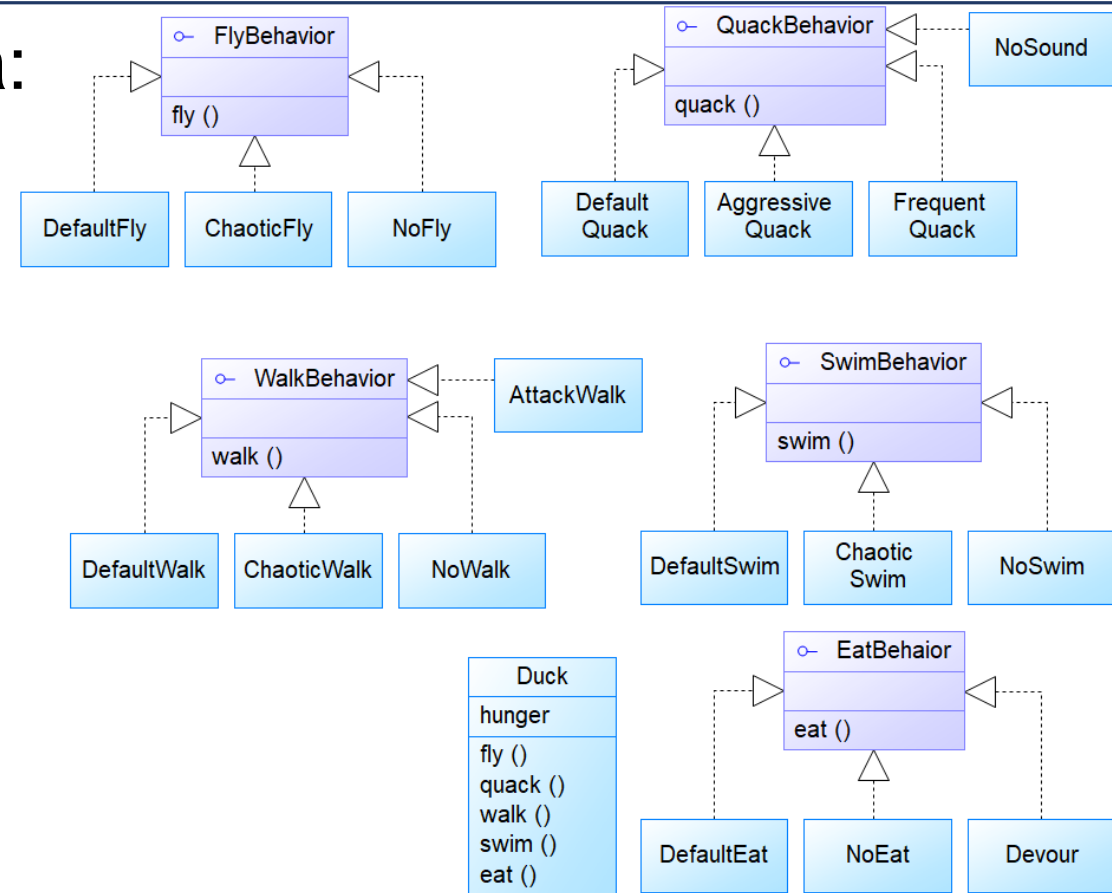 a:
FlyBehavior
fly ()
DefaultFly
ChaoticFly
NoFly
QuackBehavior
quack ()
NoSound
Default
Quack
Aggressive
Quack
Frequent
Quack
WalkBehavior
walk ()
AttackWalk
DefaultWalk
ChaoticWalk
NoWalk
SwimBehavior
swim ()
DefaultSwim
Chaotic
Swim
NoSwim
Duck
hunger
fly ()
quack ()
walk ()
swim ()
eat ()
EatBehaior
eat ()
DefaultEat
NoEat
Devour